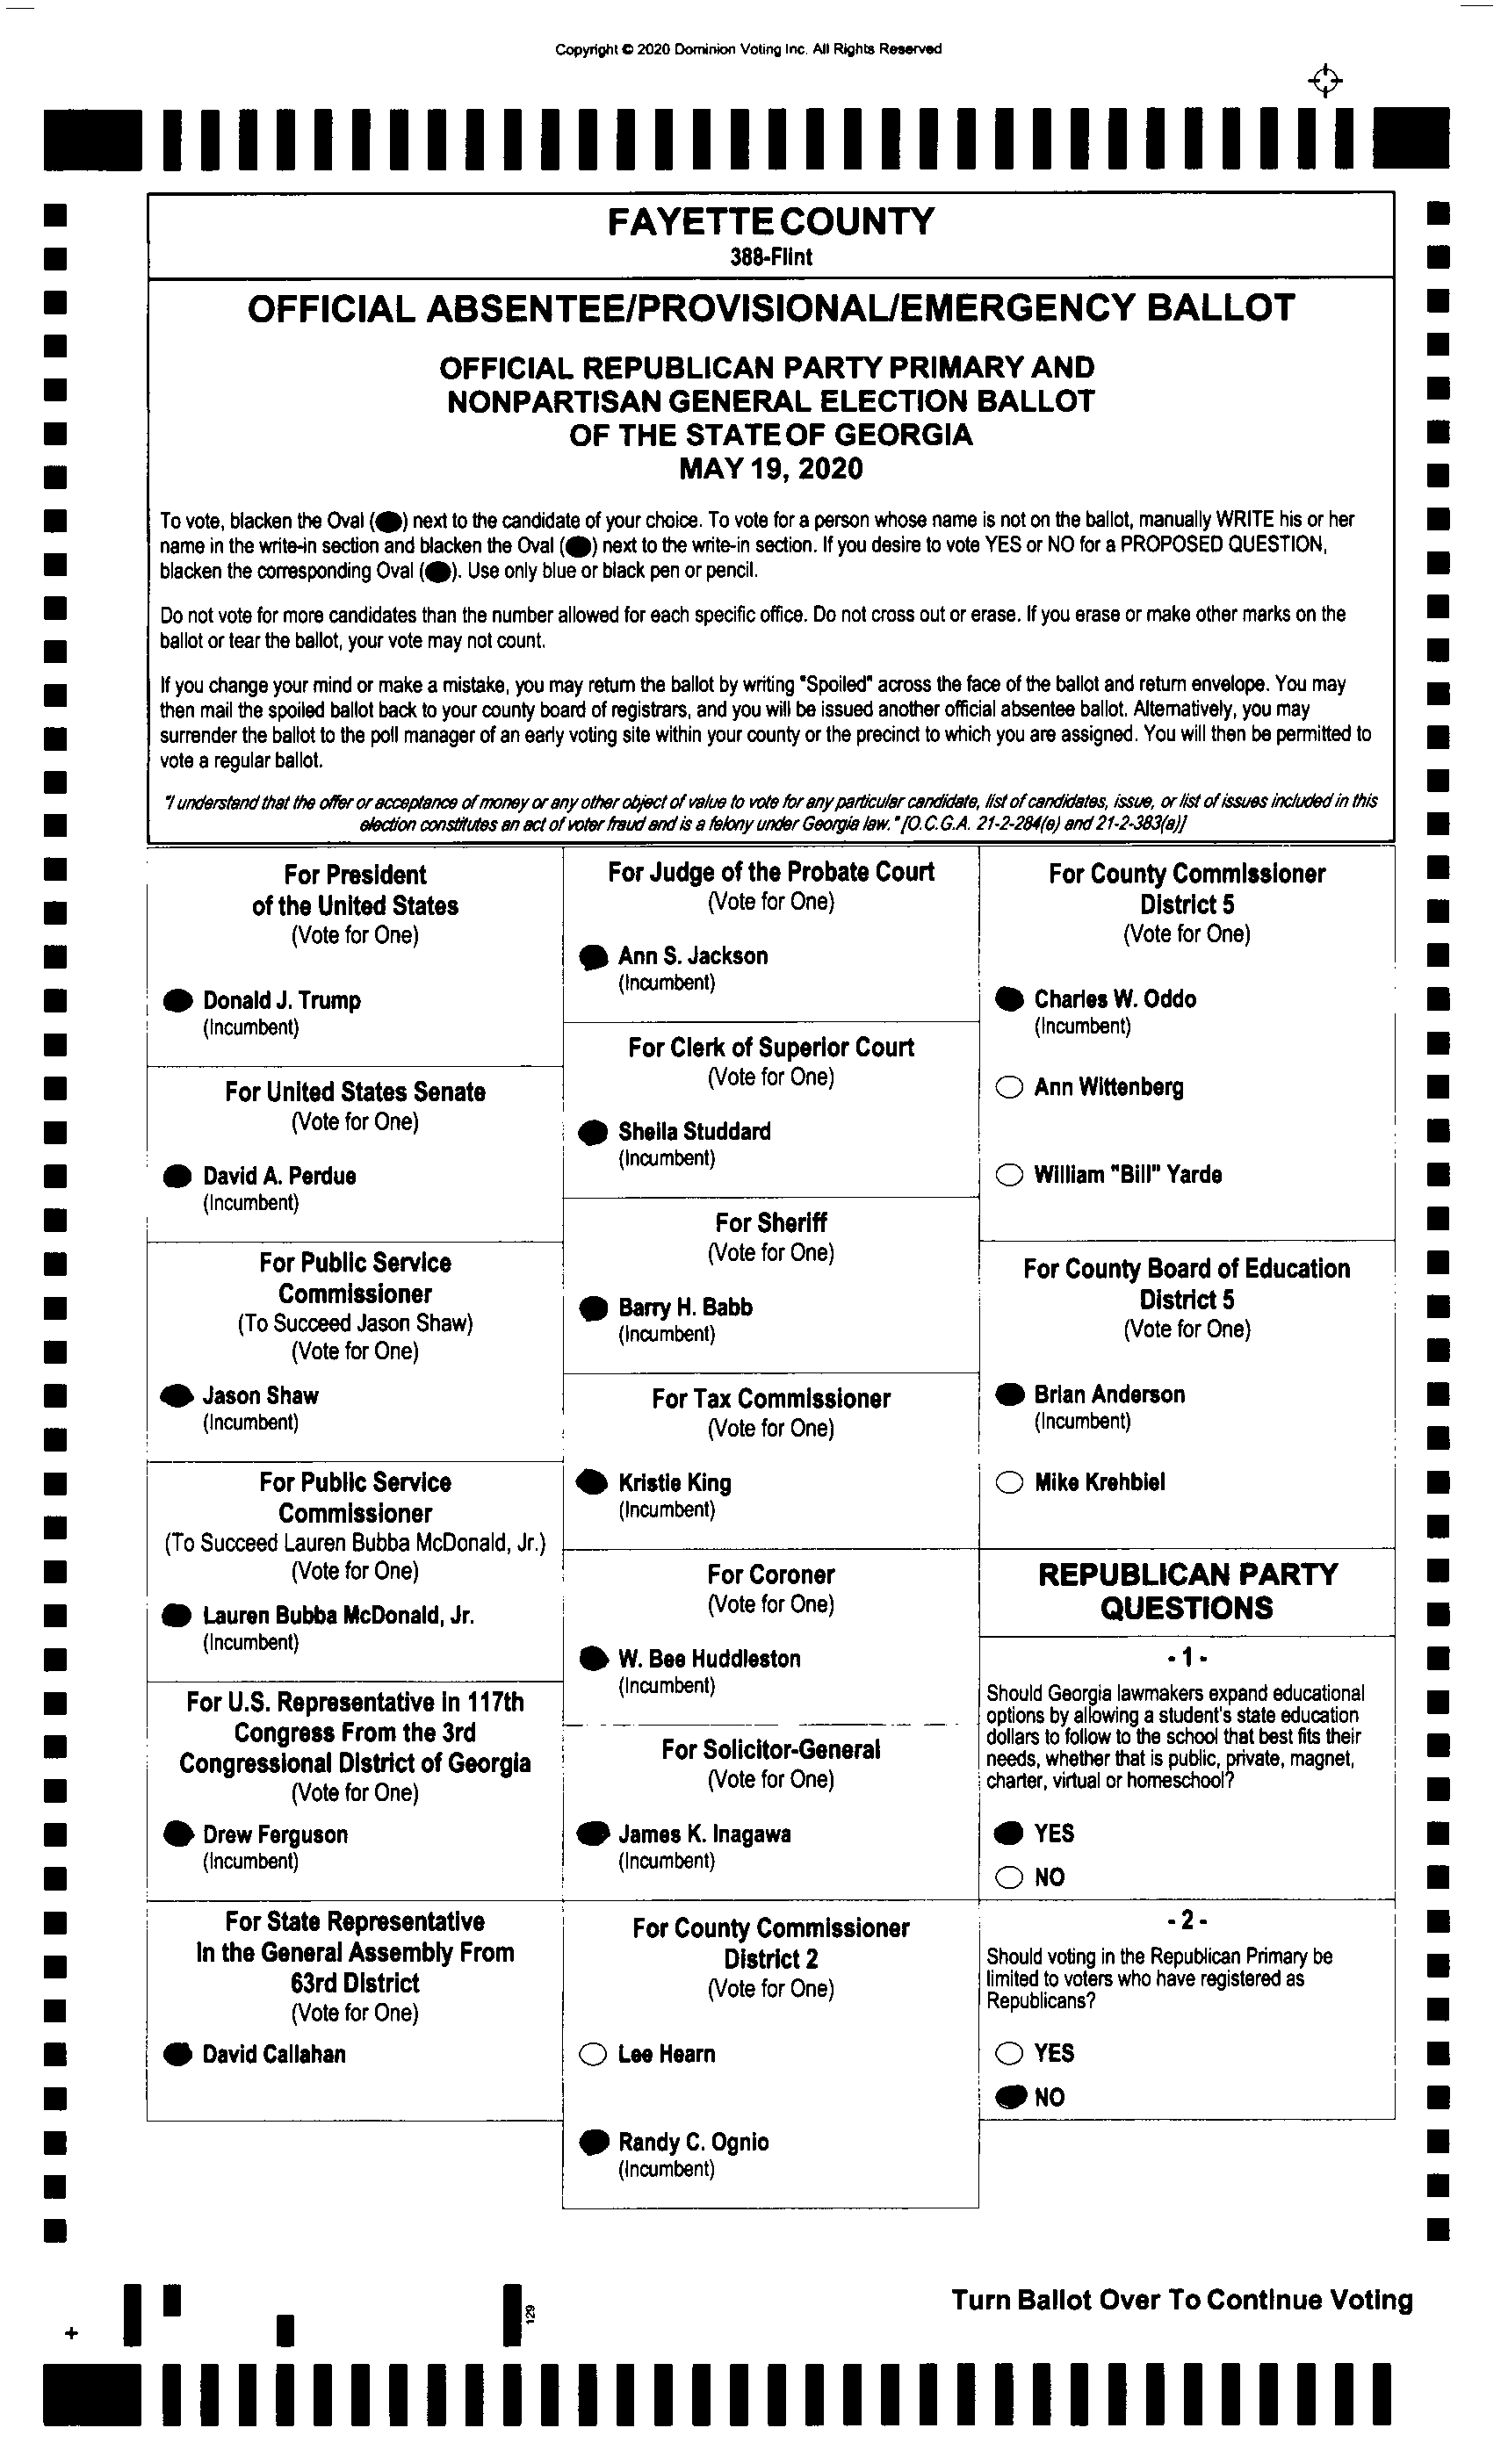 Copyright © 2020 Dominion Voting Inc. All Rights Reserved
FAYETTE COUNTY
388-Flint
OFFICIAL ABSENTEE/PROVISIONAL/EMERGENCY BALLOT
OFFICIAL REPUBLICAN PARTY PRIMARY AND
NONPARTISAN GENERAL ELECTION BALLOT
OF THE STATE OF GEORGIA
MAY 19, 2020
To vote, blacken the Oval ( ) next to the candidate of your choice. To vote for a person whose name is not on the ballot, manually WRITE his or her
name in the write-in section and blacken the Oval ( ) next to the write-in section. If you desire to vote YES or NO for a PROPOSED QUESTION,
blacken the corresponding Oval ( ). Use only blue or black pen or pencil.
Do not vote for more candidates than the number allowed for each specific office. Do not cross out or erase. If you erase or make other marks on the
ballot or tear the ballot, your vote may not count.
If you change your mind or make a mistake, you may return the ballot by writing "Spoiled" across the face of the ballot and return envelope. You may
then mail the spoiled ballot back to your county board of registrars, and you will be issued another official absentee ballot. Alternatively, you may
surrender the ballot to the poll manager of an early voting site within your county or the precinct to which you are assigned. You will then be permitted to
vote a regular ballot.
"I understand that the offer or acceptance of money or any other object of value to vote for any particular candidate, list of candidates, issue, or list of issues included in this
election constitutes an act of voter fraud and is a felony under Georgia law." [O.C.G.A. 21-2-284(e) and 21-2-383(a)]
For President
of the United States
(Vote for One)
Donald J. Trump
(Incumbent)
For United States Senate
(Vote for One)
David A. Perdue
(Incumbent)
For Public Service
Commissioner
(To Succeed Jason Shaw)
(Vote for One)
Jason Shaw
(Incumbent)
For Public Service
Commissioner
(To Succeed Lauren Bubba McDonald, Jr.)
(Vote for One)
Lauren Bubba McDonald, Jr.
(Incumbent)
For U.S. Representative in 117th
Congress From the 3rd
Congressional District of Georgia
(Vote for One)
Drew Ferguson
(Incumbent)
For State Representative
In the General Assembly From
63rd District
(Vote for One)
David Callahan
For Judge of the Probate Court
(Vote for One)
Ann S. Jackson
(Incumbent)
For Clerk of Superior Court
(Vote for One)
Sheila Studdard
(Incumbent)
For Sheriff
(Vote for One)
Barry H. Babb
(Incumbent)
For Tax Commissioner
(Vote for One)
Kristie King
(Incumbent)
For Coroner
(Vote for One)
W. Bee Huddleston
(Incumbent)
For Solicitor-General
(Vote for One)
James K. Inagawa
(Incumbent)
For County Commissioner
District 2
(Vote for One)
Lee Hearn
Randy C. Ognio
(Incumbent)
For County Commissioner
District 5
(Vote for One)
Charles W. Oddo
(Incumbent)
Ann Wittenberg
William "Bill" Yarde
For County Board of Education
District 5
(Vote for One)
Brian Anderson
(Incumbent)
Mike Krehbiel
REPUBLICAN PARTY
QUESTIONS
- 1 -
Should Georgia lawmakers expand educational
options by allowing a student's state education
dollars to follow to the school that best fits their
needs, whether that is public, private, magnet,
charter, virtual or homeschool?
YES
NO
- 2 -
Should voting in the Republican Primary be
limited to voters who have registered as
Republicans?
YES
NO
129
Turn Ballot Over To Continue Voting